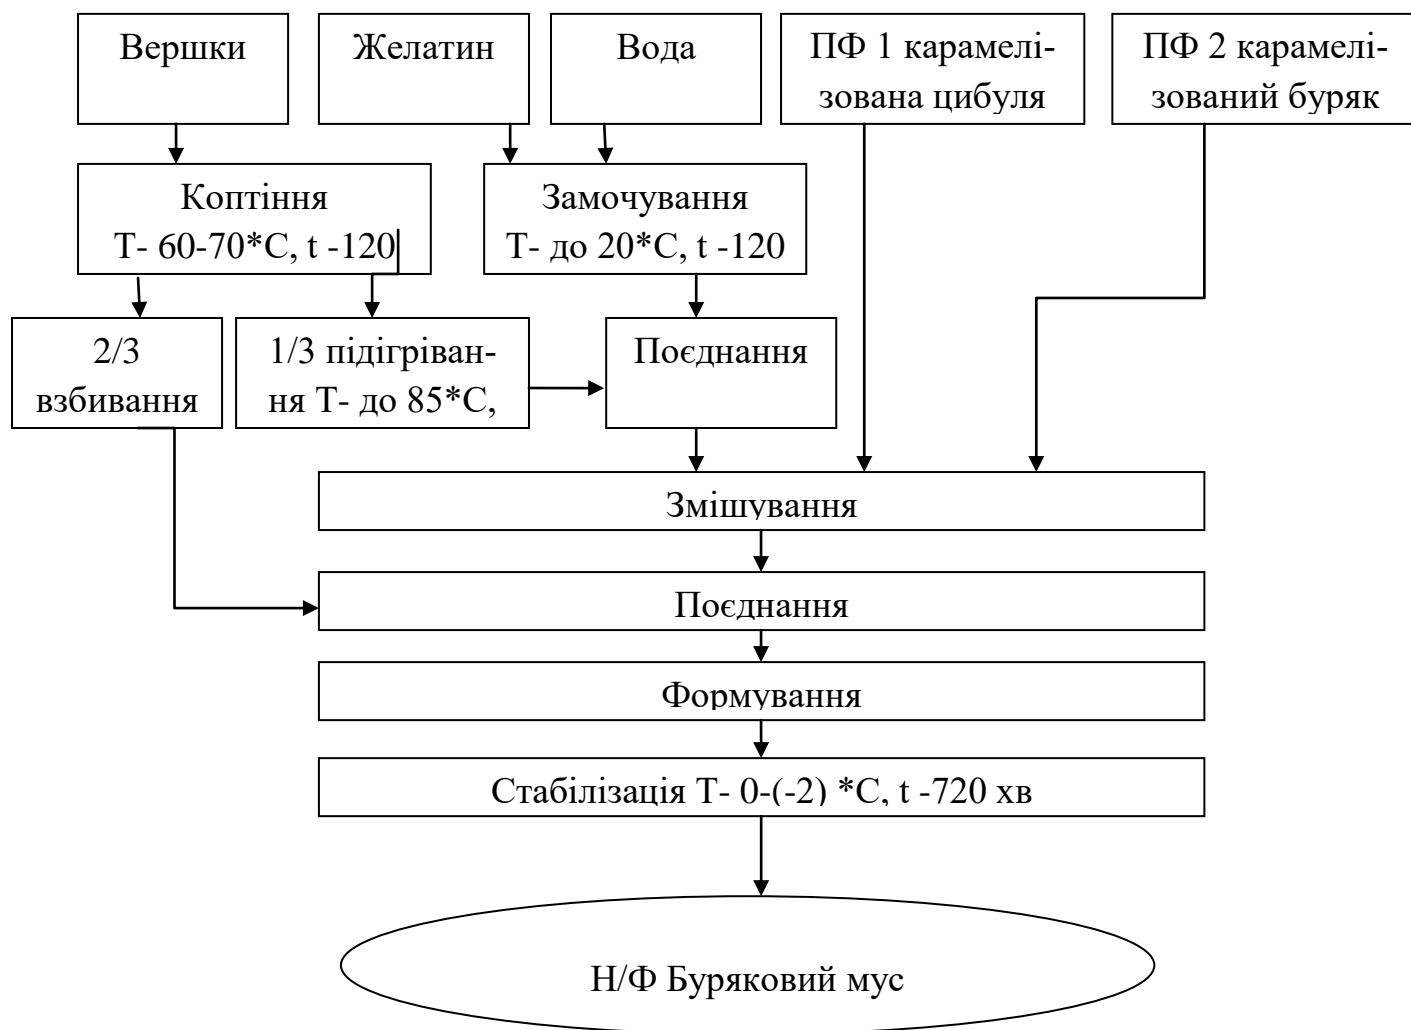 Вершки
Желатин
Вода
ПФ 1 карамелі-
зована цибуля
ПФ 2 карамелі-
зований буряк
Коптіння
Т- 60-70*С, t -120
Замочування
Т- до 20*С, t -120
2/3
взбивання
1/3 підігріван-
ня Т- до 85*С,
Поєднання
Змішування
Поєднання
Формування
Стабілізація Т- 0-(-2) *С, t -720 хв
Н/Ф Буряковий мус